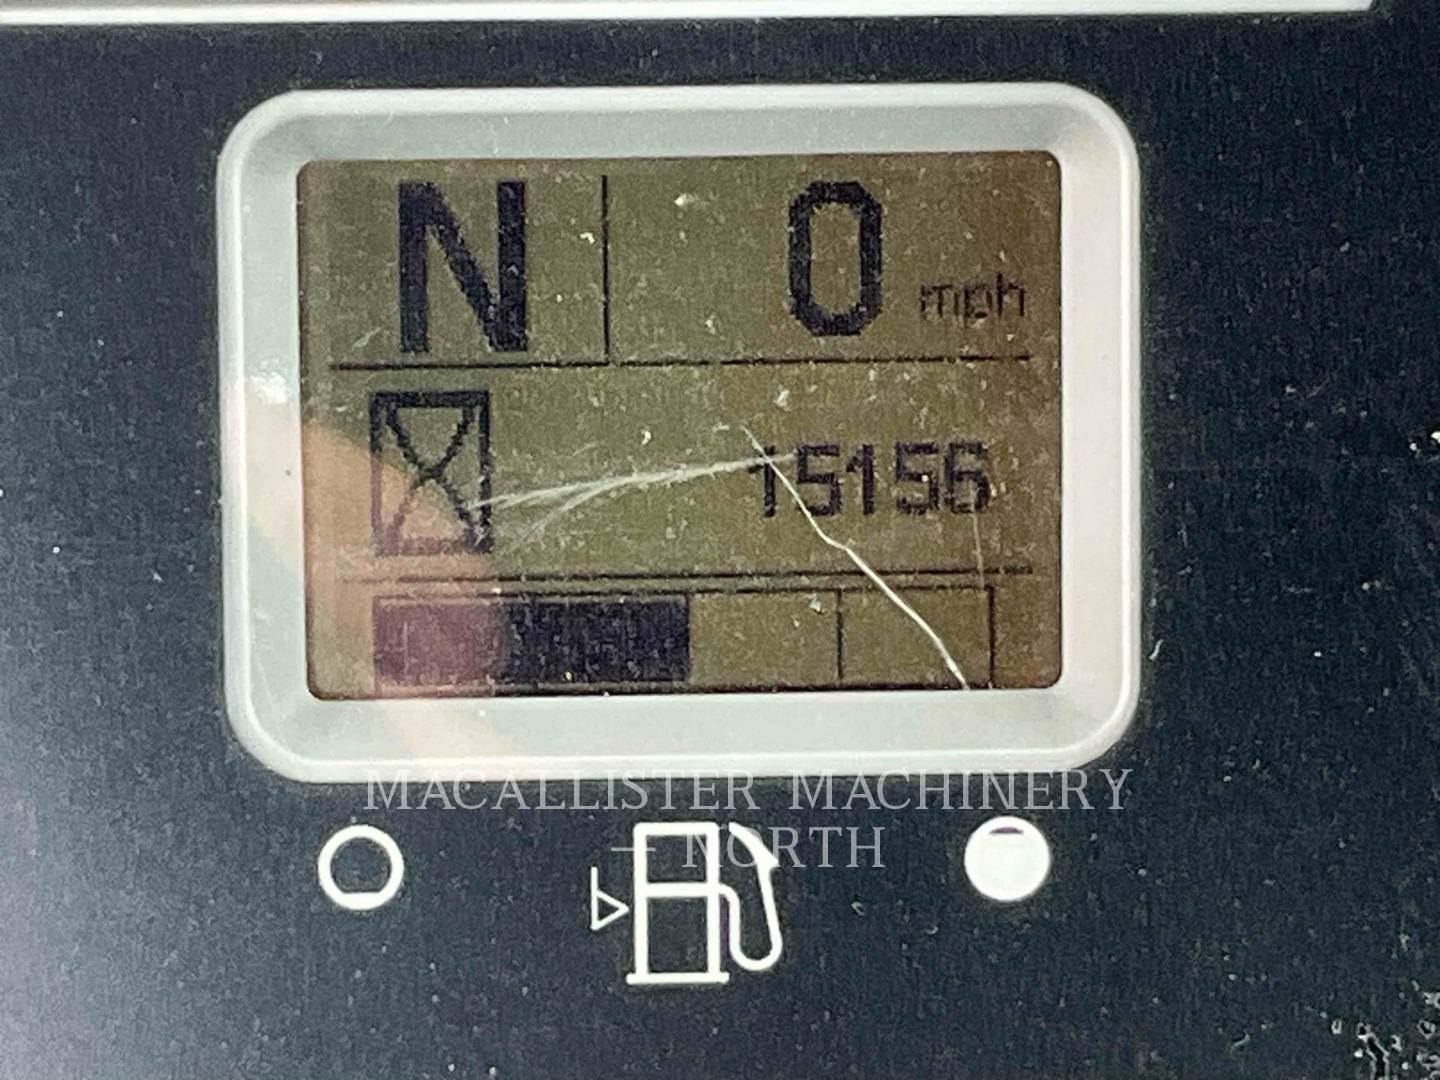 N 0 mph
15156
MACALLISTER MACHINERY
— NORTH